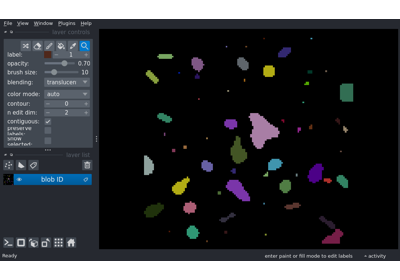 File View Window Plugins Help
layer controls
label: 1
opacity: 0.70
brush size: 10
blending: translucen
color mode: auto
contour: 0
n edit dim: 2
contiguous:
preserve
labels:
show
selected:
layer list
blob ID
Ready enter paint or fill mode to edit labels activity